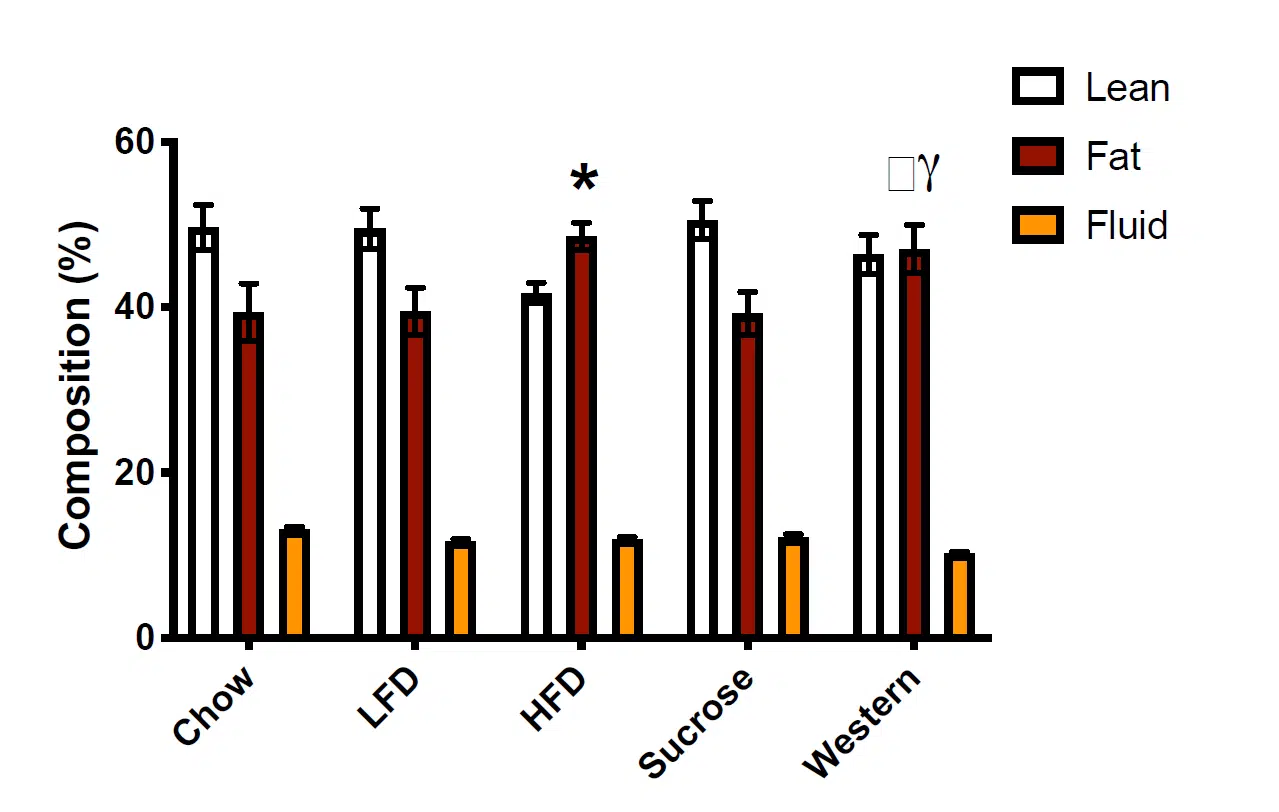 Lean
Fat
Fluid
Composition (%)
60
40
20
0
*
□γ
Chow
LFD
HFD
Sucrose
Western